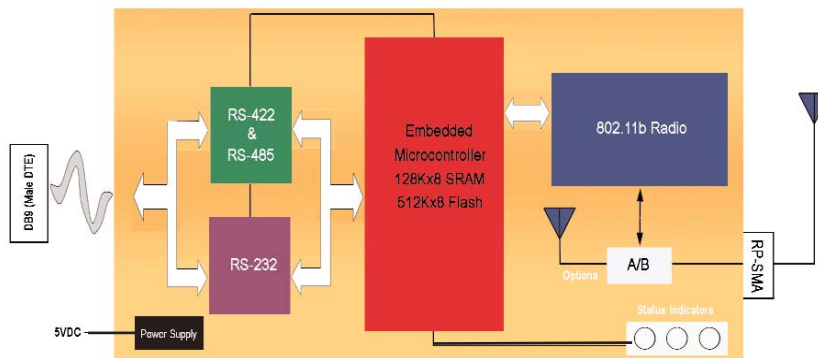 DB9 (Male DTE)
RS-422
&
RS-485
RS-232
5VDC
Power Supply
Embedded
Microcontroller
128Kx8 SRAM
512Kx8 Flash
802.11b Radio
Optiona
A/B
RP-SMA
Status Indicators